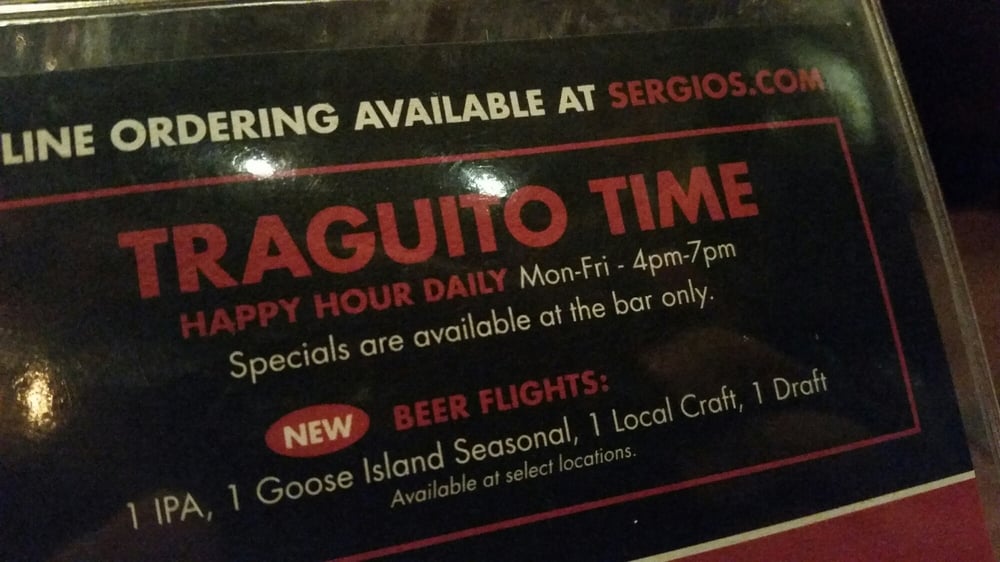 LINE ORDERING AVAILABLE AT SERGIOS.COM
TRAGUITO TIME
HAPPY HOUR DAILY Mon-Fri - 4pm-7pm
Specials are available at the bar only.
NEW BEER FLIGHTS:
1 IPA, 1 Goose Island Seasonal, 1 Local Craft, 1 Draft
Available at select locations.